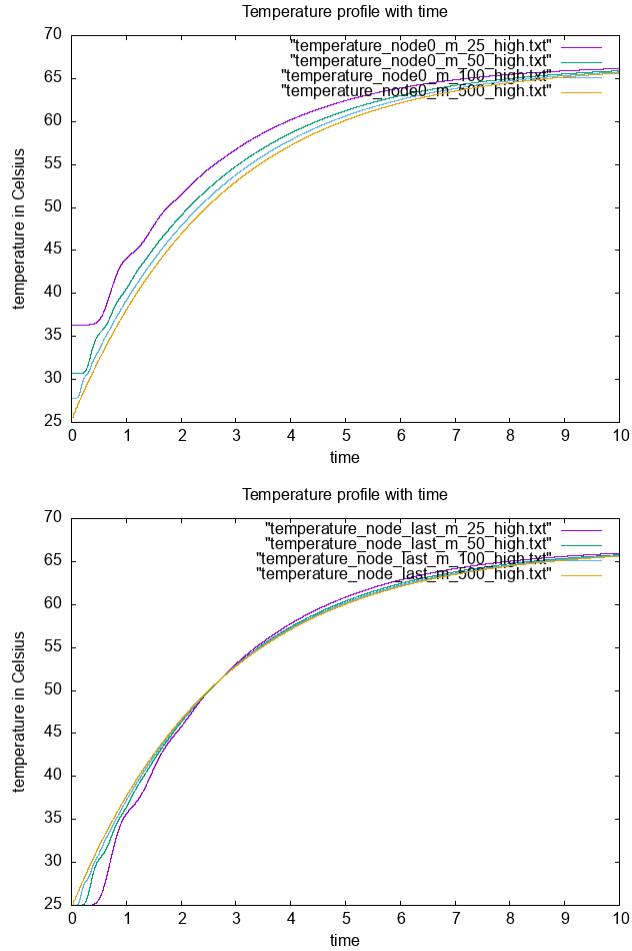 Temperature profile with time
70
65
60
55
50
45
40
35
30
25
temperature in Celsius
"temperature_node0_m_25_high.txt"
"temperature_node0_m_50_high.txt"
"temperature_node0_m_100_high.txt"
"temperature_node0_m_500_high.txt"
0 1 2 3 4 5 6 7 8 9 10
time
Temperature profile with time
70
65
60
55
50
45
40
35
30
25
temperature in Celsius
"temperature_node_last_m_25_high.txt"
"temperature_node_last_m_50_high.txt"
"temperature_node_last_m_100_high.txt"
"temperature_node_last_m_500_high.txt"
0 1 2 3 4 5 6 7 8 9 10
time